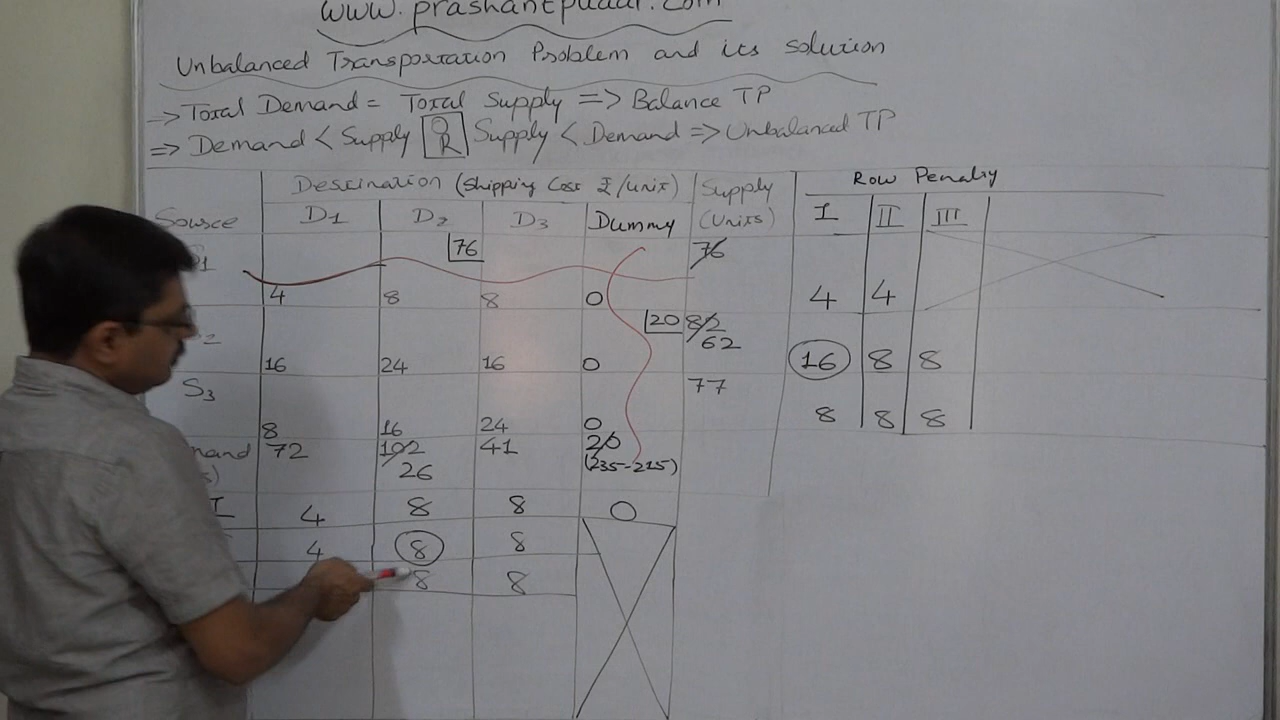 www.prashantpuaar.com
Unbalanced Transportation Problem and its solution
-> Total Demand = Total Supply => Balance TP
=> Demand < Supply OR Supply < Demand => Unbalanced TP
Destination (Shipping Cost ₹/unit) Supply (Units) Row Penalty
Source D1 D2 D3 Dummy I II III
1 76 76
4 8 8 0 4 4
2 20 82
62
16 24 16 0 16 8 8
S3 77
8 16 24 0 8 8 8
mand 72 102 41 20
26 (235-215)
I 4 8 8 0
4 8 8
8 8